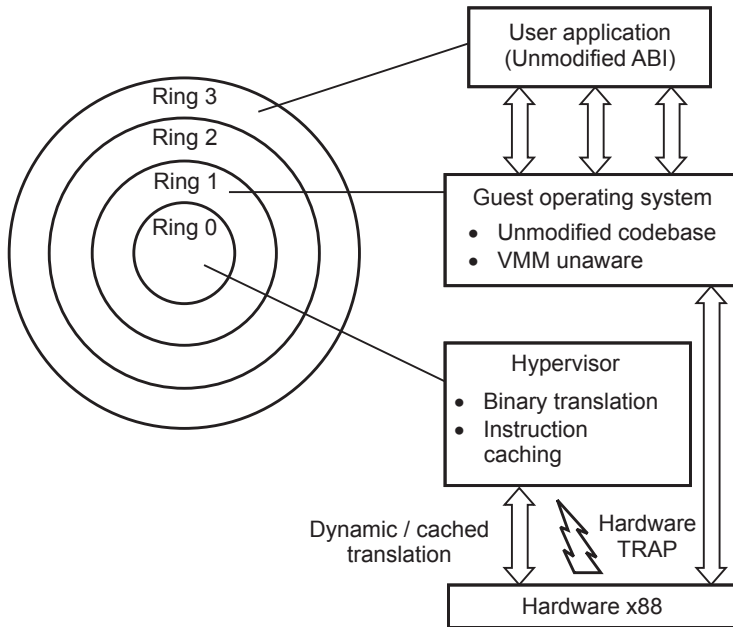 User application
(Unmodified ABI)
Ring 3
Ring 2
Ring 1
Ring 0
Guest operating system
• Unmodified codebase
• VMM unaware
Hypervisor
• Binary translation
• Instruction
caching
Dynamic / cached
translation
Hardware
TRAP
Hardware x88